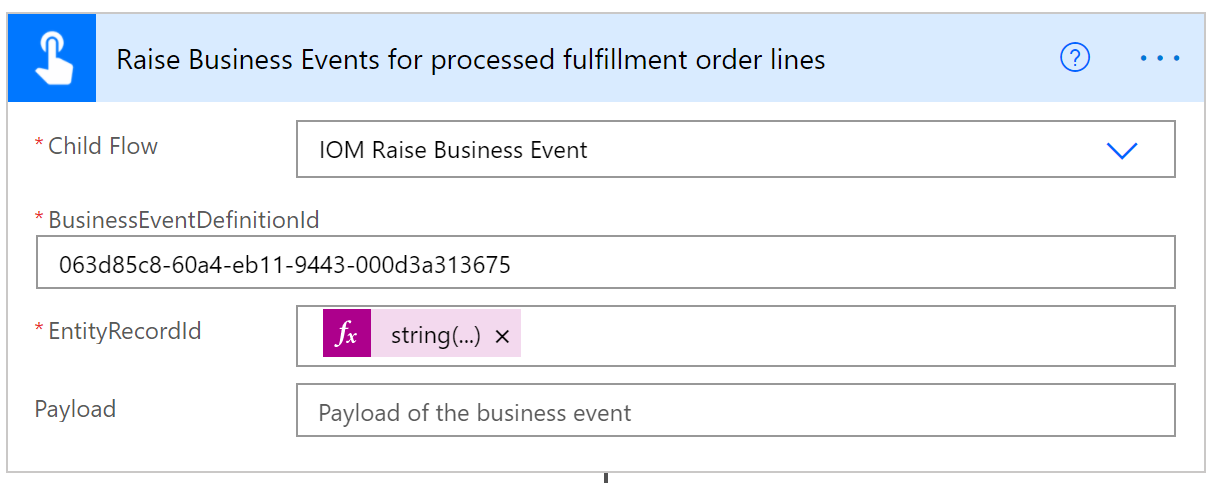 Raise Business Events for processed fulfillment order lines
?
* Child Flow
IOM Raise Business Event
* BusinessEventDefinitionId
063d85c8-60a4-eb11-9443-000d3a313675
* EntityRecordId
fx string(...) ×
Payload
Payload of the business event